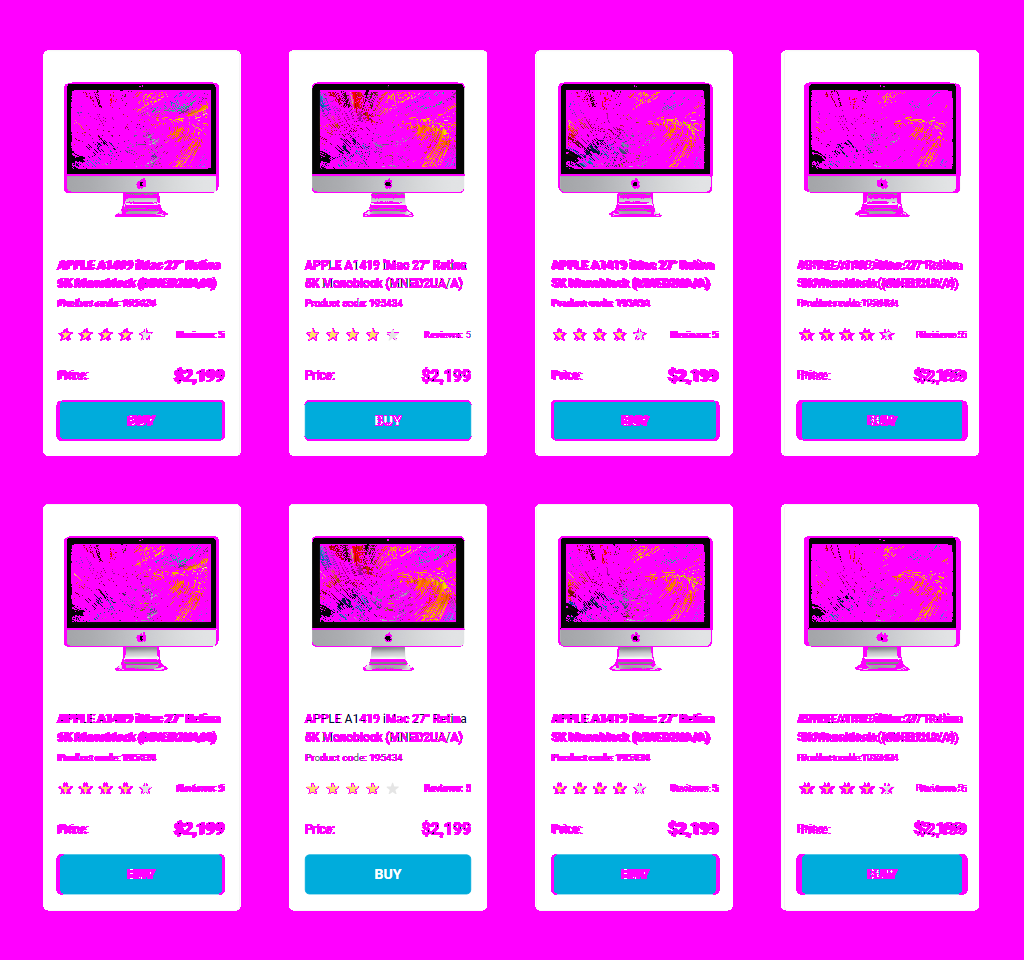 APPLE A1419 iMac 27" Retina
5K Monoblock (MNED2UA/A)
Product code: 195434
Reviews: 5
Price:
$2,199
BUY
APPLE A1419 iMac 27" Retina
5K Monoblock (MNED2UA/A)
Product code: 195434
Reviews: 5
Price:
$2,199
BUY
APPLE A1419 iMac 27" Retina
5K Monoblock (MNED2UA/A)
Product code: 195434
Reviews: 5
Price:
$2,199
BUY
APPLE A1419 iMac 27" Retina
5K Monoblock (MNED2UA/A)
Product code: 195434
Reviews: 5
Price:
$2,199
BUY
APPLE A1419 iMac 27" Retina
5K Monoblock (MNED2UA/A)
Product code: 195434
Reviews: 5
Price:
$2,199
BUY
APPLE A1419 iMac 27" Retina
5K Monoblock (MNED2UA/A)
Product code: 195434
Reviews: 5
Price:
$2,199
BUY
APPLE A1419 iMac 27" Retina
5K Monoblock (MNED2UA/A)
Product code: 195434
Reviews: 5
Price:
$2,199
BUY
APPLE A1419 iMac 27" Retina
5K Monoblock (MNED2UA/A)
Product code: 195434
Reviews: 5
Price:
$2,199
BUY